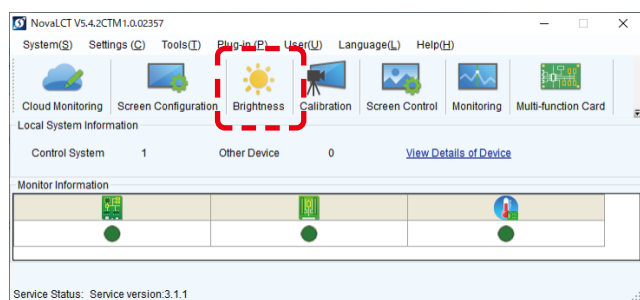 NovaLCT V5.4.2CTM1.0.02357
System(S) Settings (C) Tools(T) Plug-in (P) User(U) Language(L) Help(H)
Cloud Monitoring Screen Configuration Brightness Calibration Screen Control Monitoring Multi-function Card
Local System Information
Control System 1 Other Device 0 View Details of Device
Monitor Information
Service Status: Service version:3.1.1